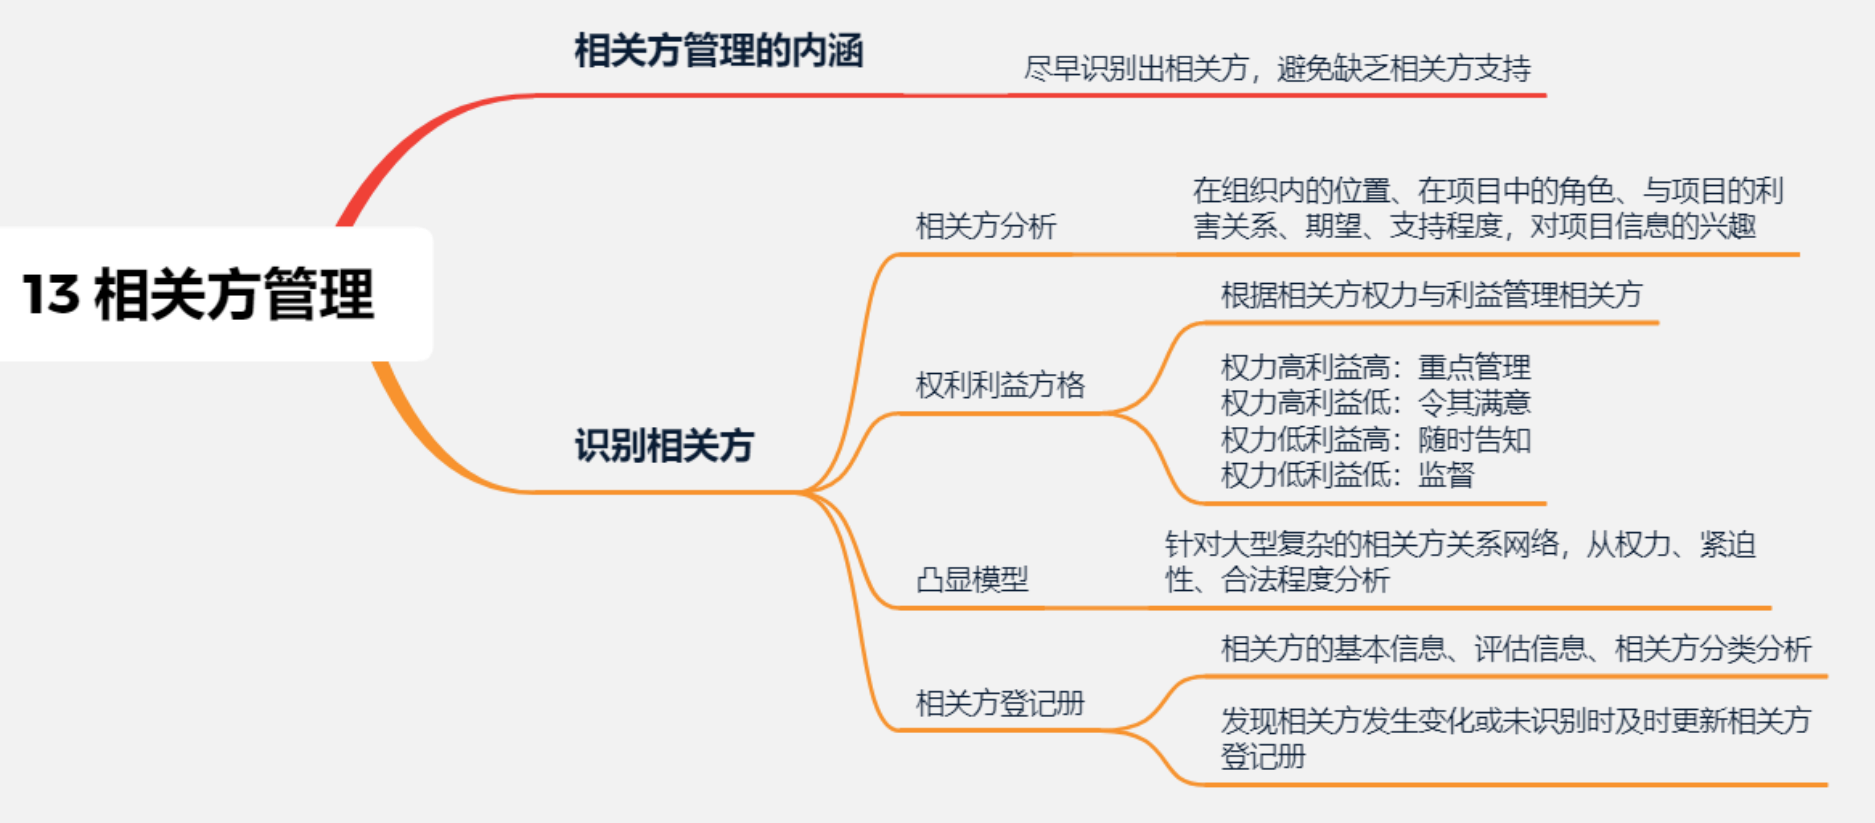 相关方管理的内涵
尽早识别出相关方，避免缺乏相关方支持
13 相关方管理
识别相关方
相关方分析
在组织内的位置、在项目中的角色、与项目的利
害关系、期望、支持程度，对项目信息的兴趣
权利利益方格
根据相关方权力与利益管理相关方
权力高利益高：重点管理
权力高利益低：令其满意
权力低利益高：随时告知
权力低利益低：监督
凸显模型
针对大型复杂的相关方关系网络，从权力、紧迫
性、合法程度分析
相关方登记册
相关方的基本信息、评估信息、相关方分类分析
发现相关方发生变化或未识别时及时更新相关方
登记册